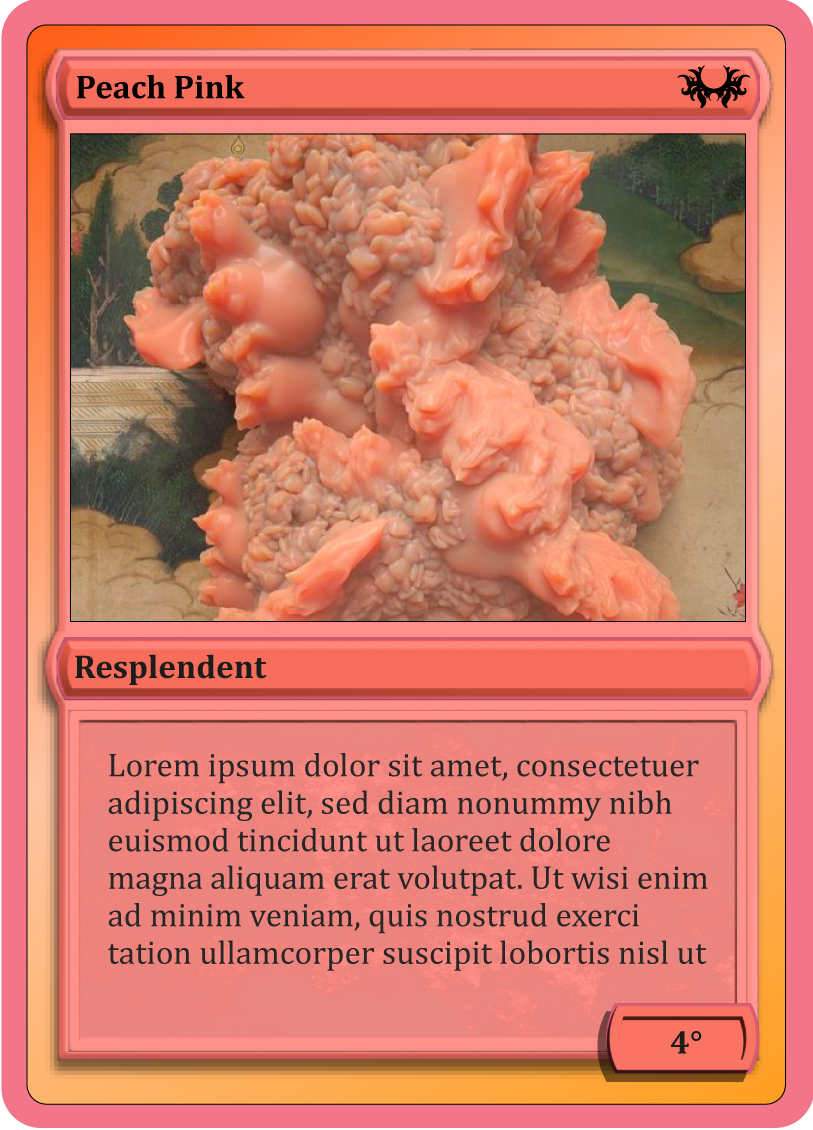 Peach Pink
Resplendent
Lorem ipsum dolor sit amet, consectetuer
adipiscing elit, sed diam nonummy nibh
euismod tincidunt ut laoreet dolore
magna aliquam erat volutpat. Ut wisi enim
ad minim veniam, quis nostrud exerci
tation ullamcorper suscipit lobortis nisl ut
4°